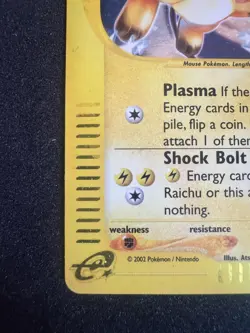 Mouse Pokémon. Length
Plasma If the
Energy cards in
pile, flip a coin.
attach 1 of them
Shock Bolt
Energy card
Raichu or this a
nothing.
weakness resistance
© 2002 Pokémon / Nintendo Illus. Ats
e